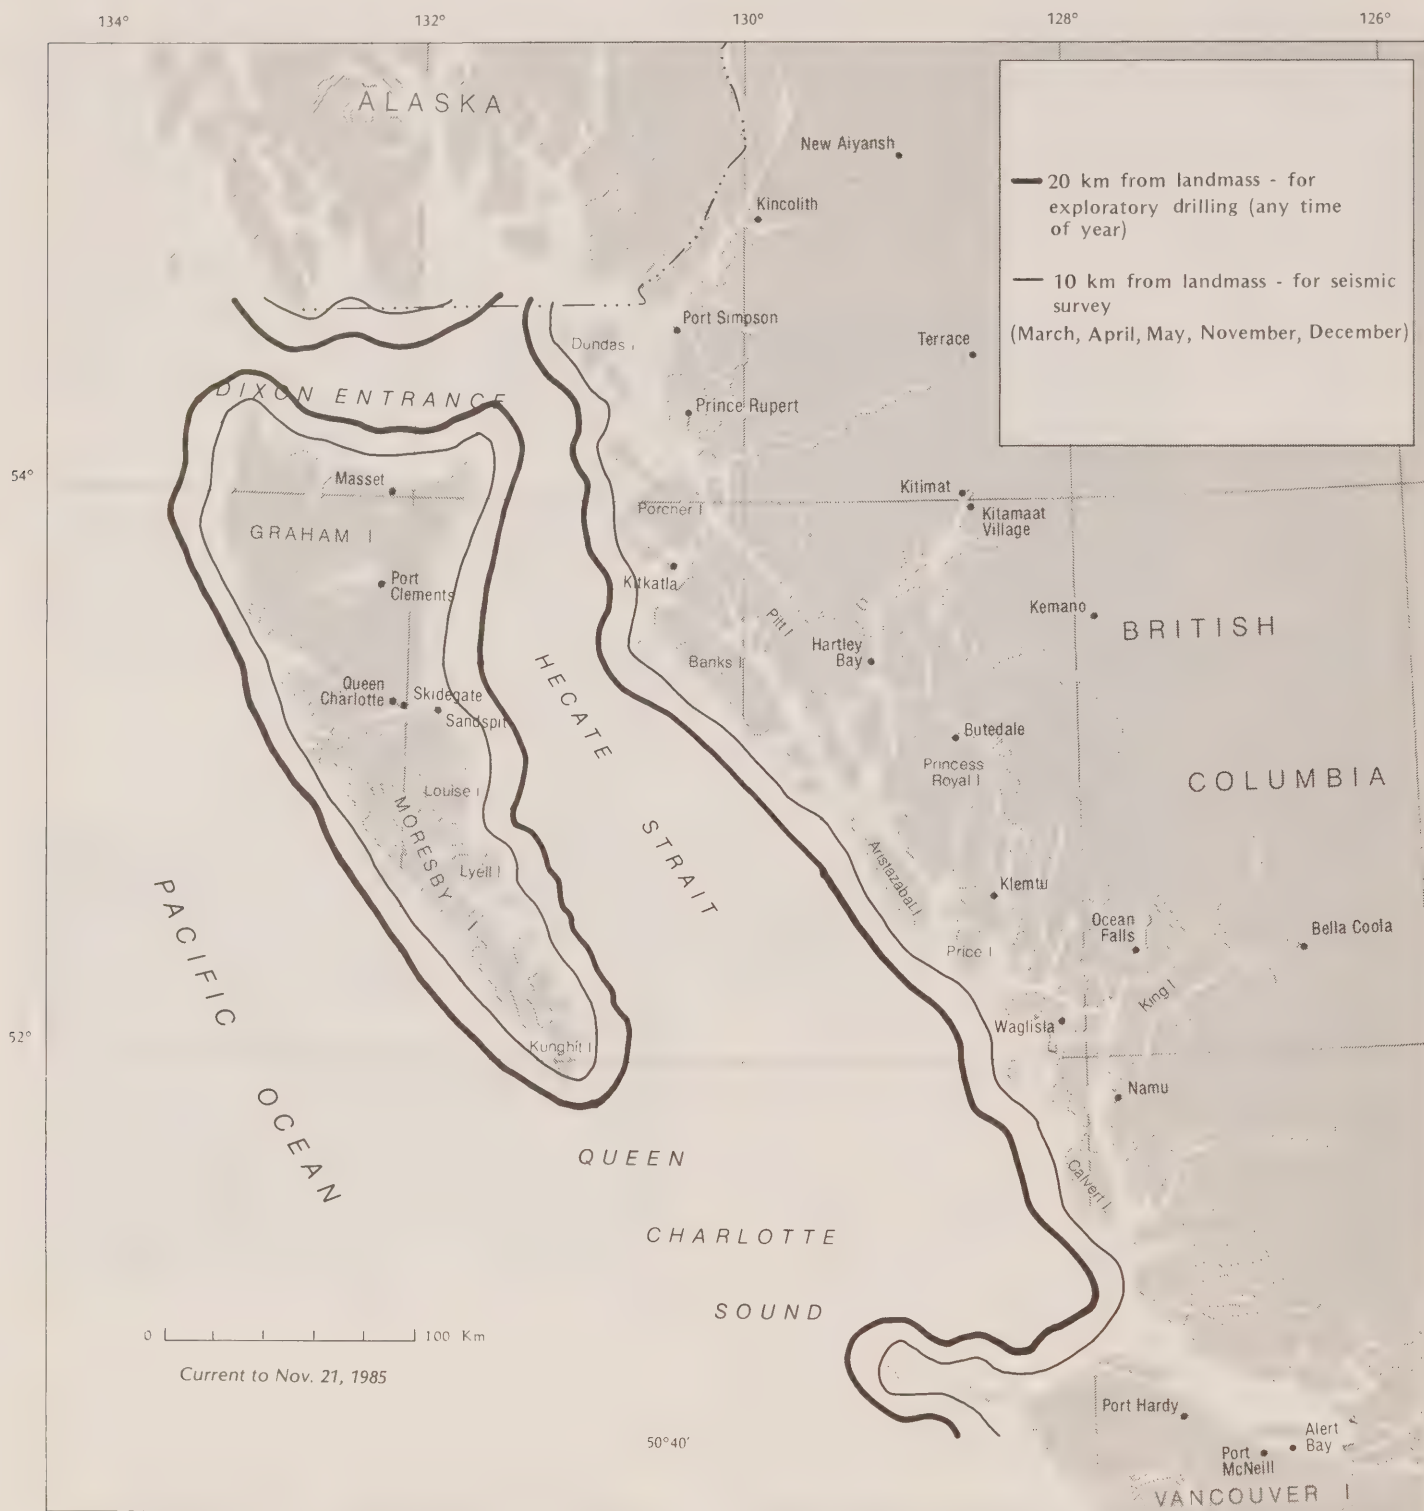 134°
132°
130°
128°
126°
ALASKA
New Aiyansh
Kincolith
20 km from landmass - for
exploratory drilling (any time
of year)
10 km from landmass - for seismic
survey
(March, April, May, November, December)
Port Simpson
Dundas I
Terrace
DIXON ENTRANCE
Prince Rupert
54°
Masset
Kitimat
Kitamaat
Village
Porcher I
GRAHAM I
Kitkatla
Port
Clements
Pitt I
Kemano
BRITISH
Hartley
Bay
Banks I
HECATE
STRAIT
Queen
Charlotte
Skidegate
Sandspit
Butedale
Princess
Royal I
COLUMBIA
Louise I
MORESBY
I
Lyell I
Aristazabal I
Klemtu
PACIFIC
OCEAN
Ocean
Falls
Bella Coola
Price I
King I
Waglisla
52°
Kunghit I
Namu
QUEEN
CHARLOTTE
SOUND
Calvert I.
0
100 Km
Current to Nov. 21, 1985
Port Hardy
Alert
Bay
50°40'
Port
McNeill
VANCOUVER I